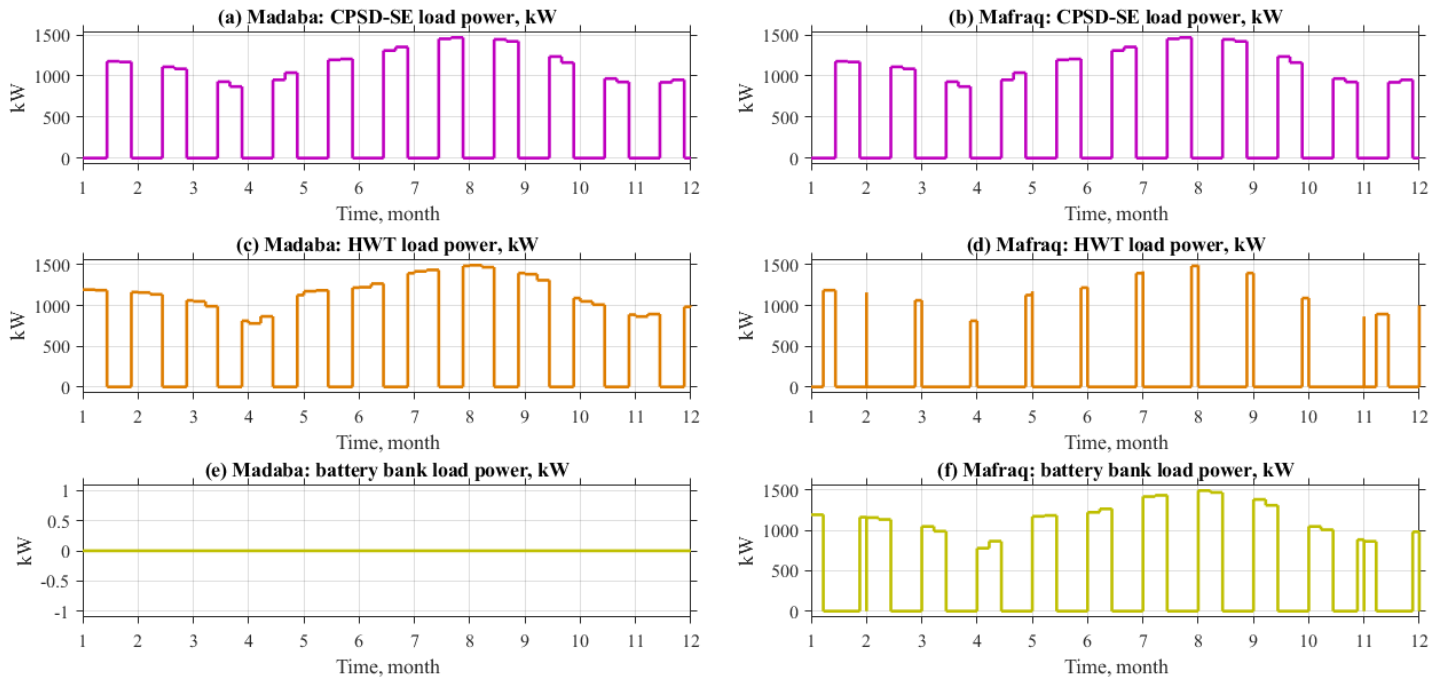 (a) Madaba: CPSD-SE load power, kW
1500
1000
500
0
kW
1 2 3 4 5 6 7 8 9 10 11 12
Time, month
(b) Mafraq: CPSD-SE load power, kW
1500
1000
500
0
kW
1 2 3 4 5 6 7 8 9 10 11 12
Time, month
(c) Madaba: HWT load power, kW
1500
1000
500
0
kW
1 2 3 4 5 6 7 8 9 10 11 12
Time, month
(d) Mafraq: HWT load power, kW
1500
1000
500
0
kW
1 2 3 4 5 6 7 8 9 10 11 12
Time, month
(e) Madaba: battery bank load power, kW
1
0.5
0
-0.5
-1
kW
1 2 3 4 5 6 7 8 9 10 11 12
Time, month
(f) Mafraq: battery bank load power, kW
1500
1000
500
0
kW
1 2 3 4 5 6 7 8 9 10 11 12
Time, month